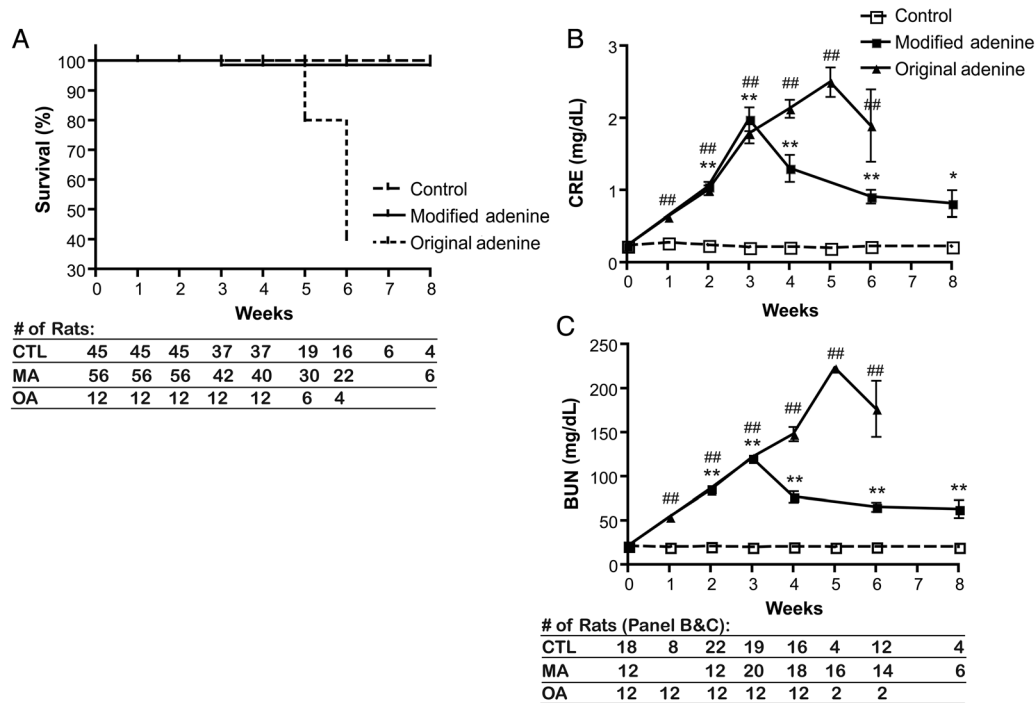 A
Survival (%)
100
90
80
70
60
50
40
30
0 1 2 3 4 5 6 7 8
Weeks
Control
Modified adenine
Original adenine
# of Rats:
CTL 45 45 45 37 37 19 16 6 4
MA 56 56 56 42 40 30 22 6
OA 12 12 12 12 12 6 4
B
Control
Modified adenine
Original adenine
CRE (mg/dL)
3
2
1
0
## ## ** ## ** ## ## ## ** ** *
0 1 2 3 4 5 6 7 8
Weeks
C
BUN (mg/dL)
250
200
150
100
50
0
## ## ** ## ** ## ## ## ** ** **
0 1 2 3 4 5 6 7 8
Weeks
# of Rats (Panel B&C):
CTL 18 8 22 19 16 4 12 4
MA 12 12 20 18 16 14 6
OA 12 12 12 12 12 2 2